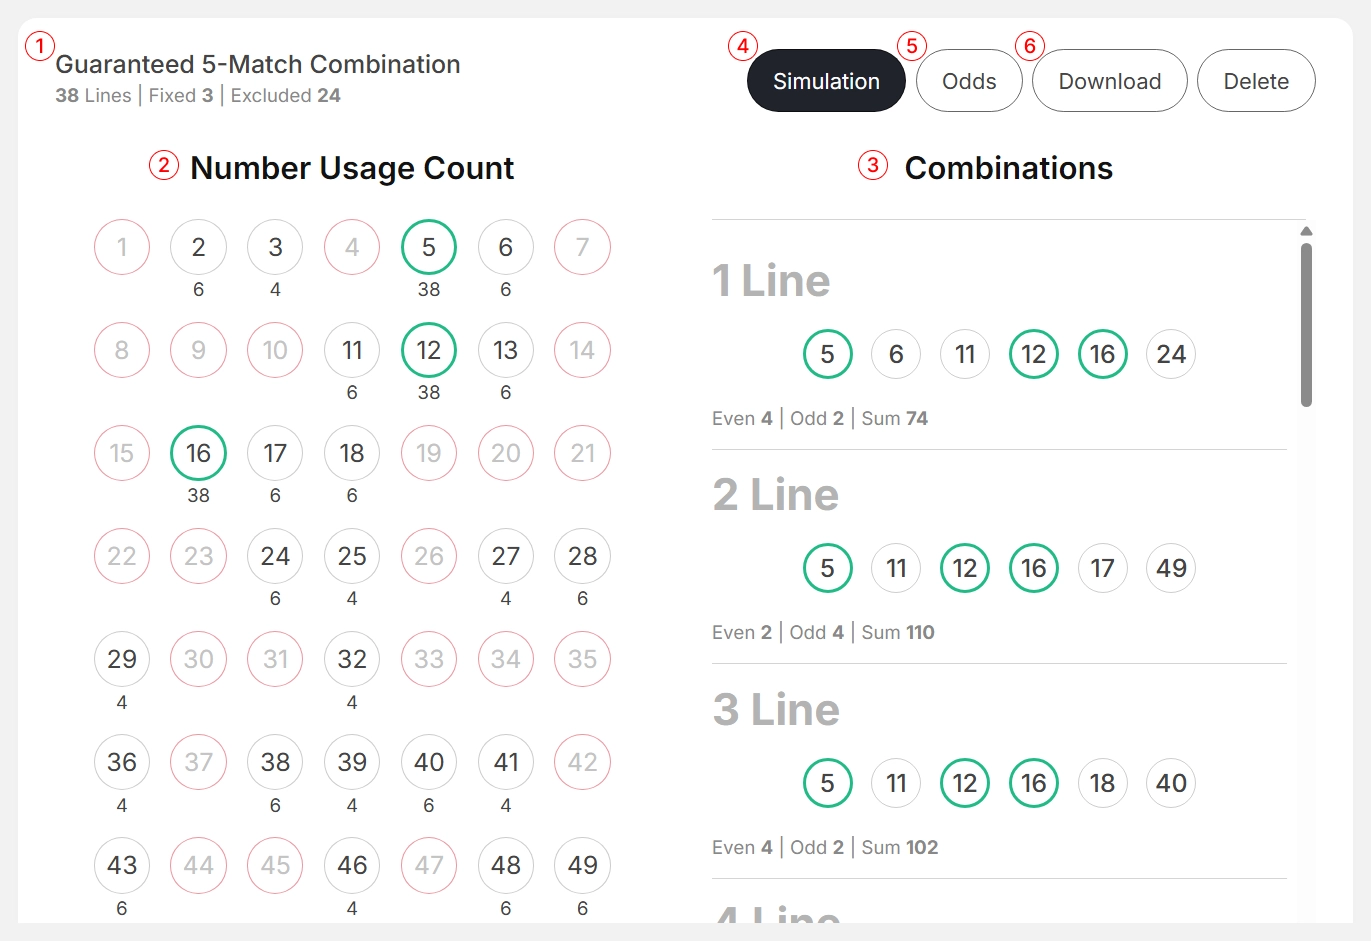 1
Guaranteed 5-Match Combination
38 Lines | Fixed 3 | Excluded 24
4 Simulation 5 Odds 6 Download Delete
2 Number Usage Count
1 2 3 4 5 6 7
6 4 38 6
8 9 10 11 12 13 14
6 38 6
15 16 17 18 19 20 21
38 6 6
22 23 24 25 26 27 28
6 4 4 6
29 30 31 32 33 34 35
4 4
36 37 38 39 40 41 42
4 6 4 6 4
43 44 45 46 47 48 49
6 4 6 6
3 Combinations
1 Line
5 6 11 12 16 24
Even 4 | Odd 2 | Sum 74
2 Line
5 11 12 16 17 49
Even 2 | Odd 4 | Sum 110
3 Line
5 11 12 16 18 40
Even 4 | Odd 2 | Sum 102
4 Line